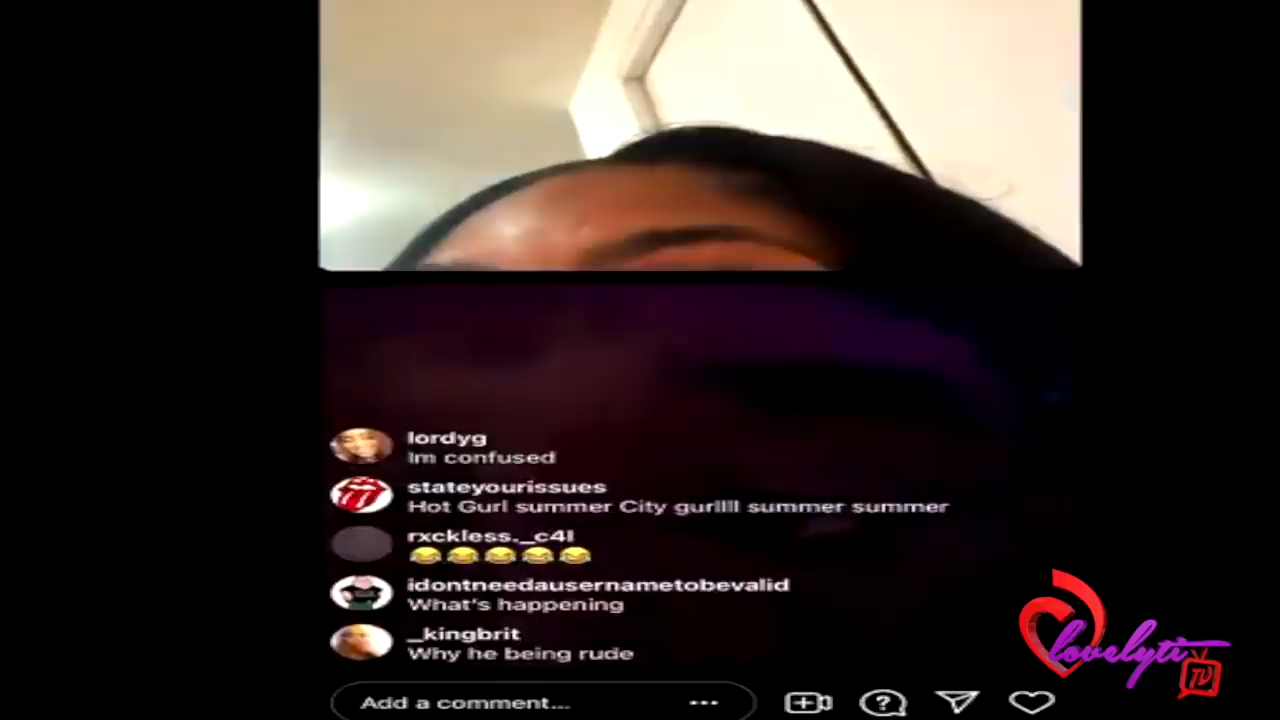 lordyg
Im confused
stateyourissues
Hot Gurl summer City gurllll summer summer
rxckless._c4l
😂😂😂😂😂
idontneedausernametobevalid
What's happening
_kingbrit
Why he being rude
Add a comment...
lovelyti
TV